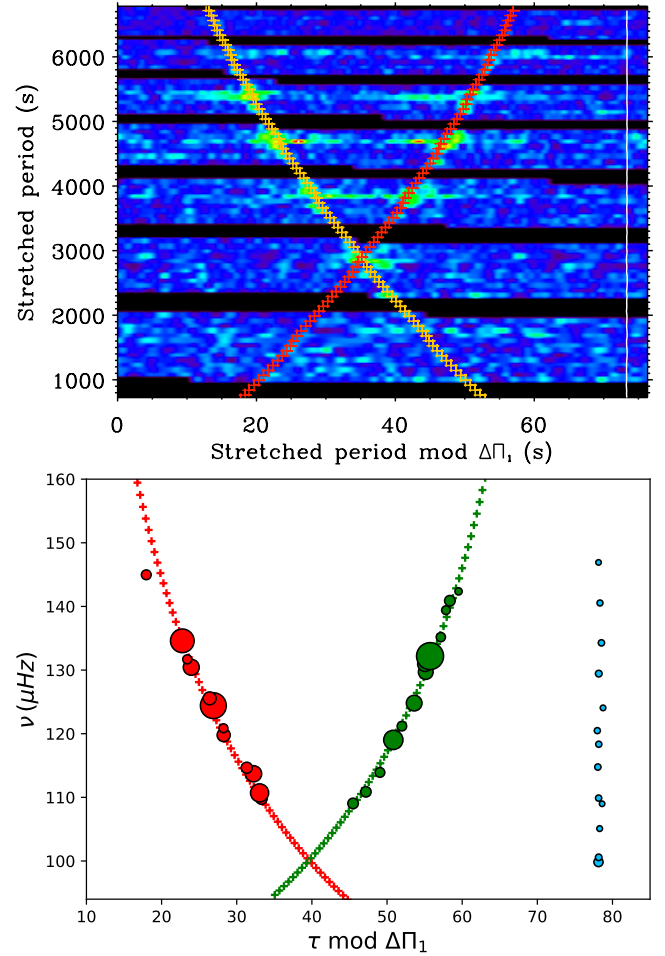 6000
5000
4000
3000
2000
1000
Stretched period (s)
0 20 40 60
Stretched period mod ΔΠ₁ (s)
160
150
140
130
120
110
100
ν (μHz)
10 20 30 40 50 60 70 80
τ mod ΔΠ₁